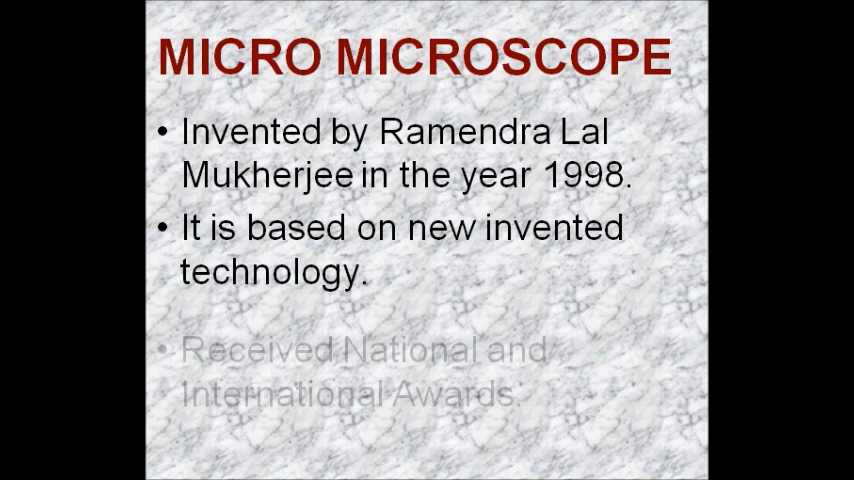 MICRO MICROSCOPE
• Invented by Ramendra Lal
Mukherjee in the year 1998.
• It is based on new invented
technology.
• Received National and
International Awards.